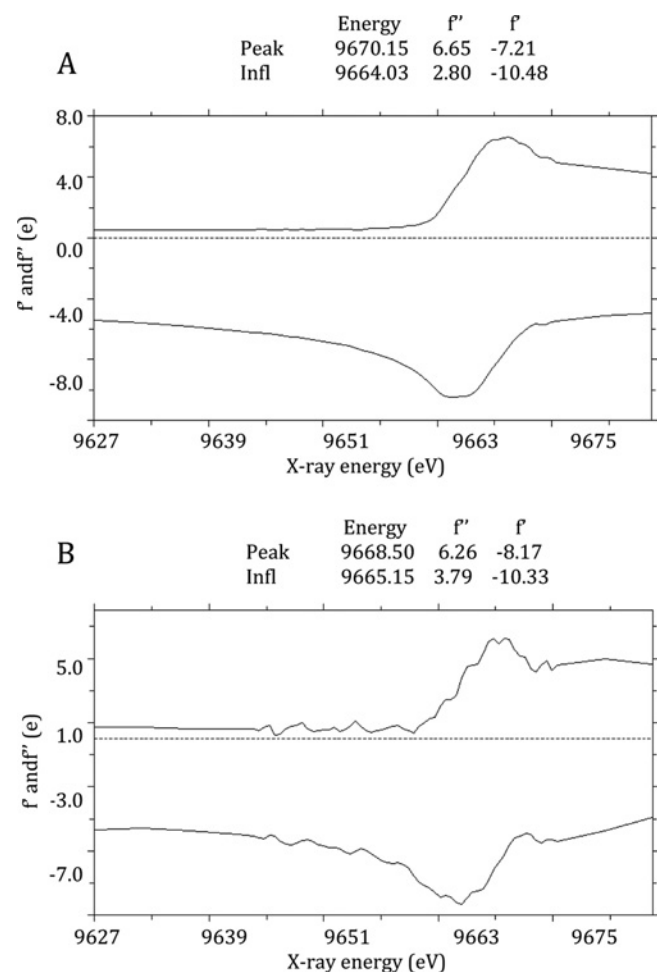 Energy f'' f'
A Peak 9670.15 6.65 -7.21
Infl 9664.03 2.80 -10.48
8.0
4.0
0.0
-4.0
-8.0
f' andf'' (e)
9627 9639 9651 9663 9675
X-ray energy (eV)
Energy f'' f'
B Peak 9668.50 6.26 -8.17
Infl 9665.15 3.79 -10.33
5.0
1.0
-3.0
-7.0
f' andf'' (e)
9627 9639 9651 9663 9675
X-ray energy (eV)